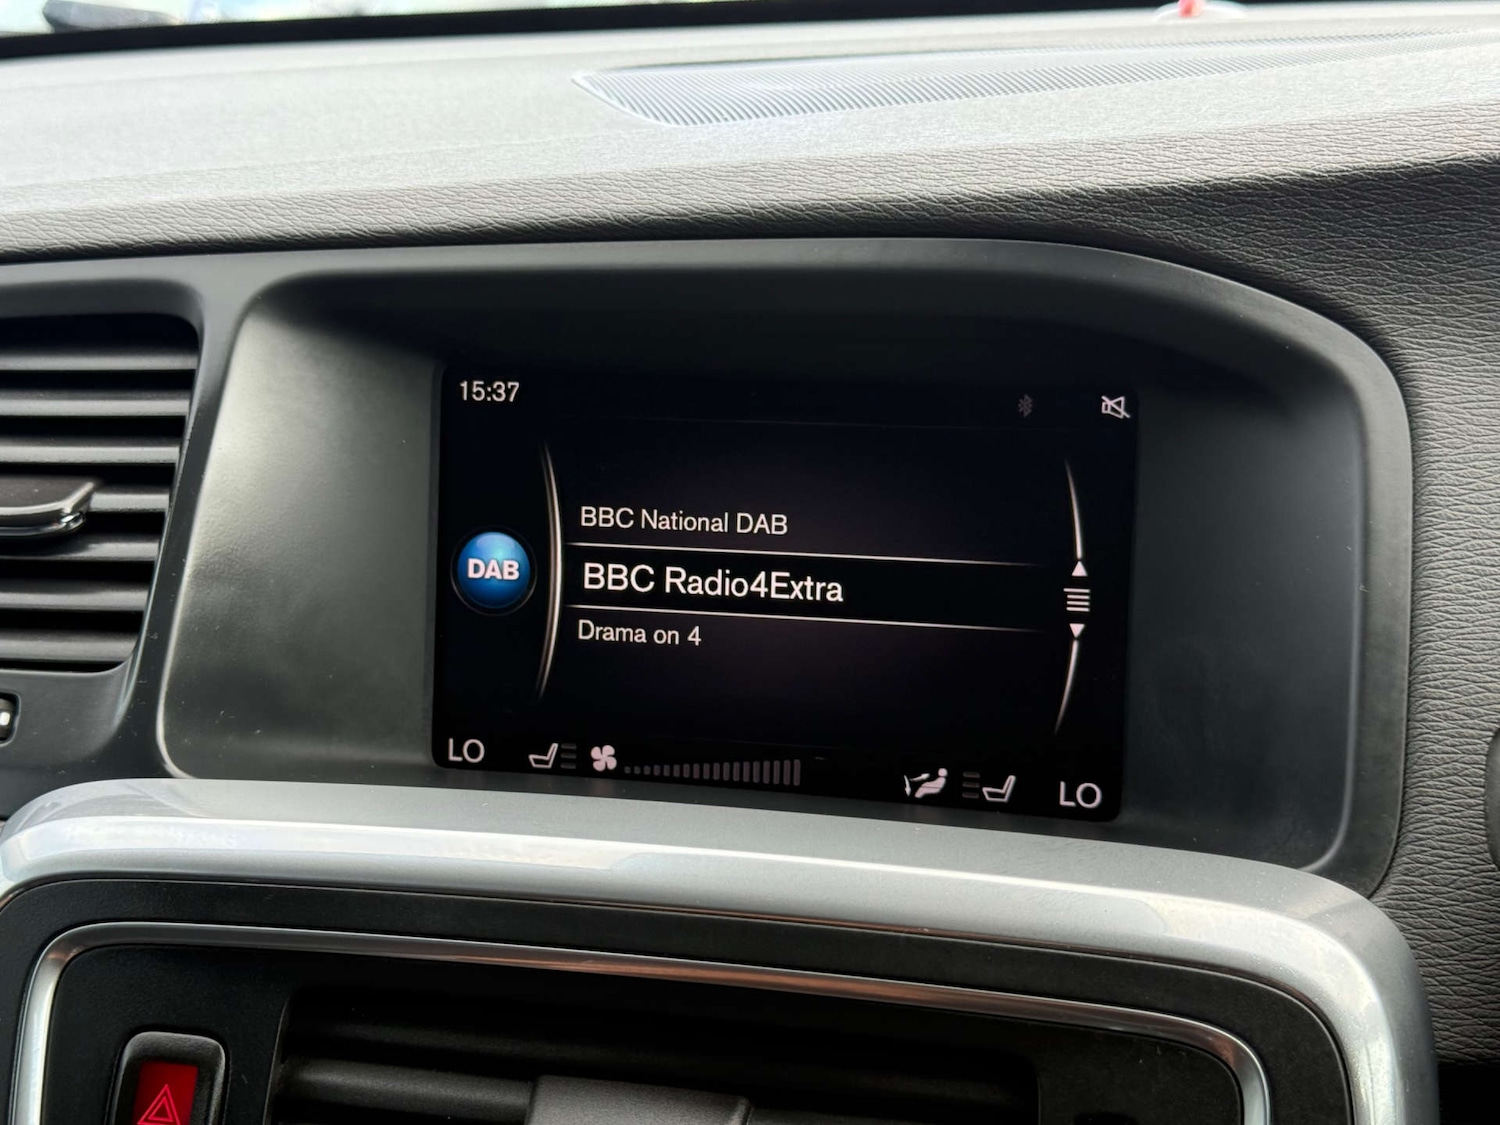 15:37
BBC National DAB
DAB
BBC Radio4Extra
Drama on 4
LO
LO